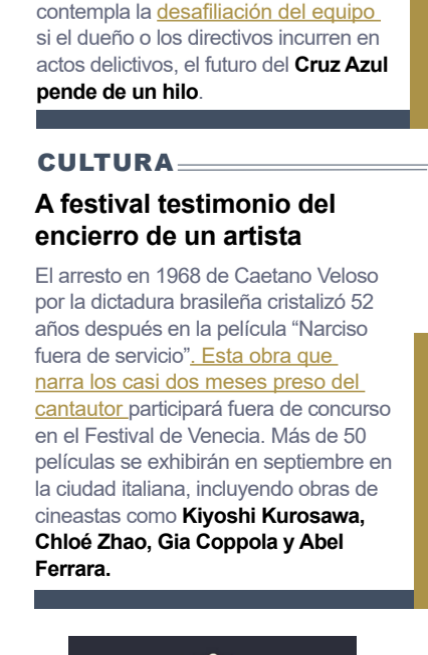 contempla la desafiliación del equipo
si el dueño o los directivos incurren en
actos delictivos, el futuro del Cruz Azul
pende de un hilo.
CULTURA
A festival testimonio del
encierro de un artista
El arresto en 1968 de Caetano Veloso
por la dictadura brasileña cristalizó 52
años después en la película “Narciso
fuera de servicio”. Esta obra que
narra los casi dos meses preso del
cantautor participará fuera de concurso
en el Festival de Venecia. Más de 50
películas se exhibirán en septiembre en
la ciudad italiana, incluyendo obras de
cineastas como Kiyoshi Kurosawa,
Chloé Zhao, Gia Coppola y Abel
Ferrara.